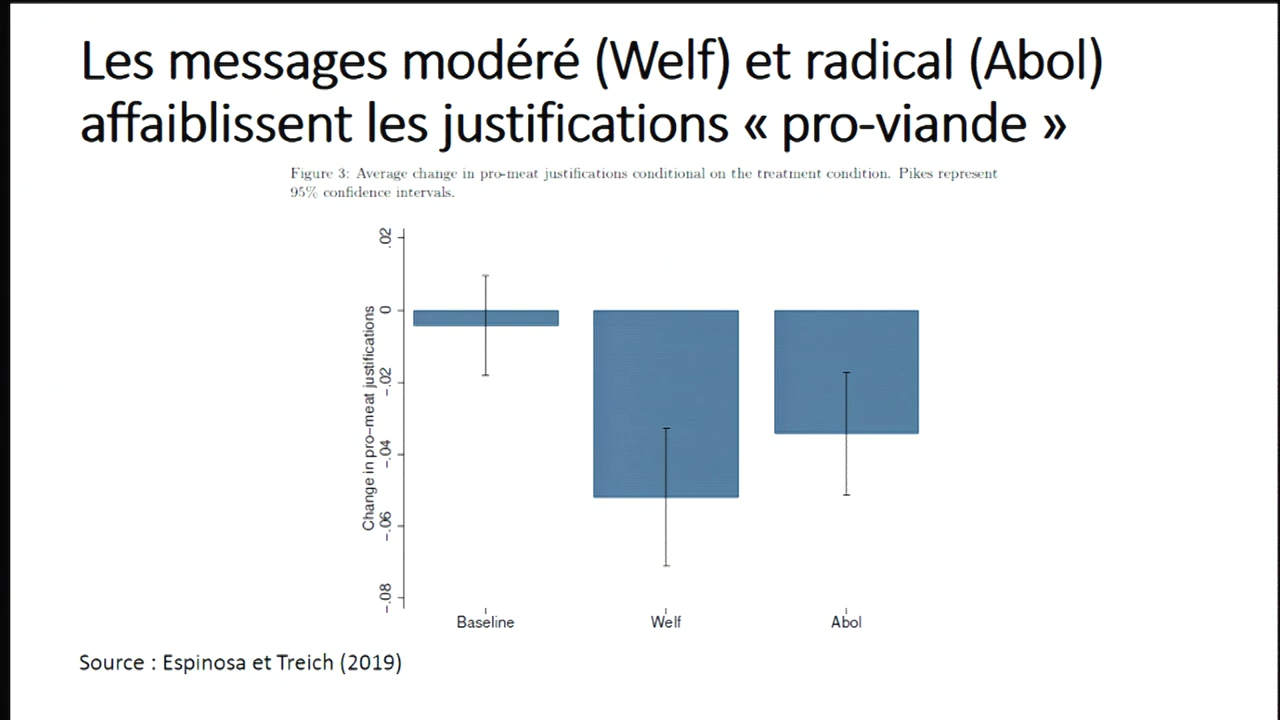 Les messages modéré (Welf) et radical (Abol)
affaiblissent les justifications « pro-viande »
Figure 3: Average change in pro-meat justifications conditional on the treatment condition. Pikes represent
95% confidence intervals.
Change in pro−meat justifications
.02
0
−.02
−.04
−.06
−.08
Baseline
Welf
Abol
Source : Espinosa et Treich (2019)